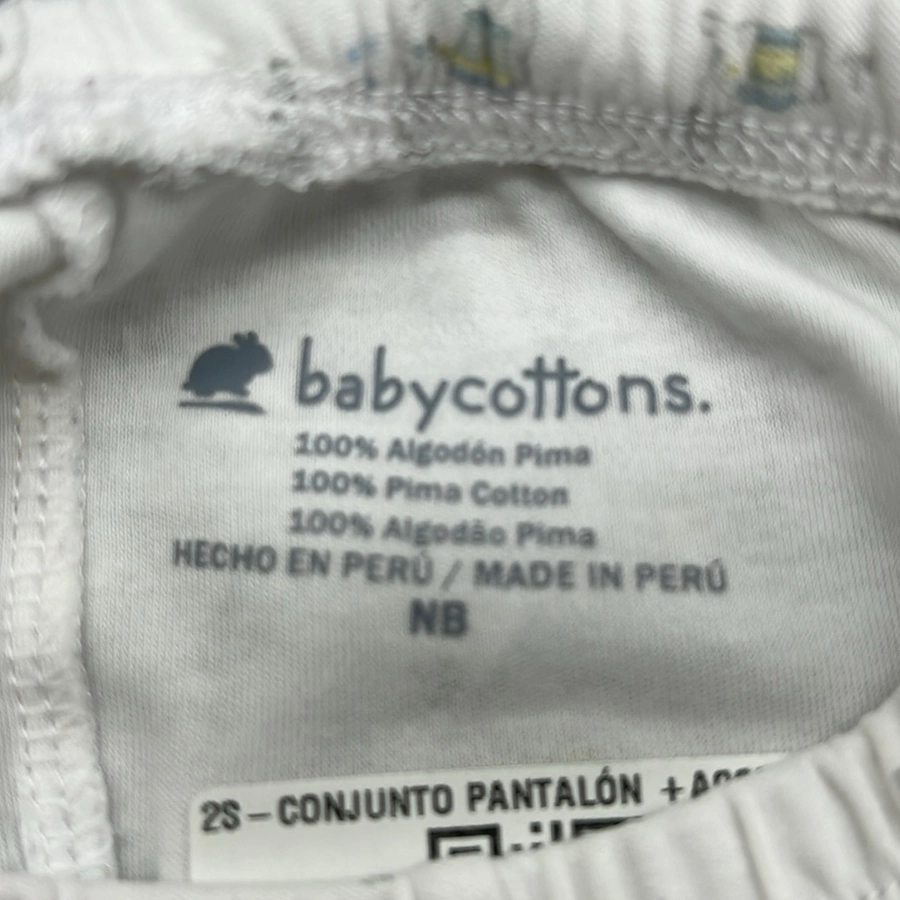 babycottons.
100% Algodón Pima
100% Pima Cotton
100% Algodão Pima
HECHO EN PERÚ / MADE IN PERÚ
NB
2S-CONJUNTO PANTALÓN